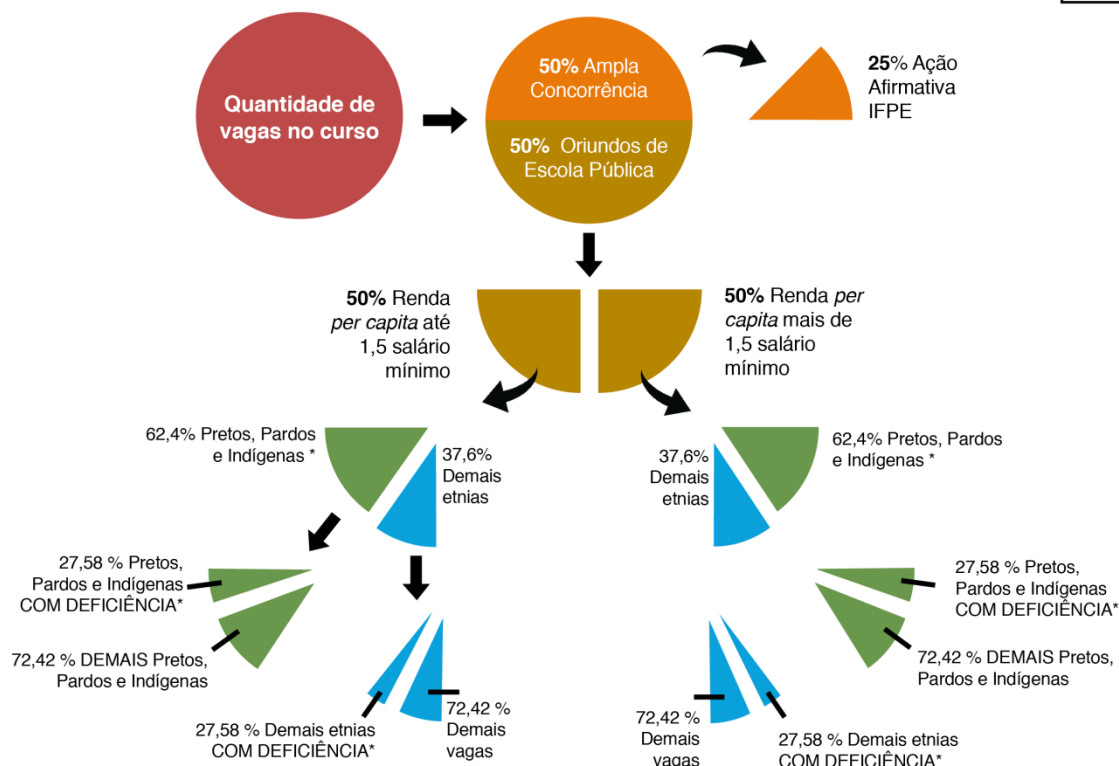 Quantidade de
vagas no curso
50% Ampla
Concorrência
50% Oriundos de
Escola Pública
25% Ação
Afirmativa
IFPE
50% Renda
per capita até
1,5 salário
mínimo
50% Renda per
capita mais de
1,5 salário
mínimo
62,4% Pretos, Pardos
e Indígenas *
37,6%
Demais
etnias
37,6%
Demais
etnias
62,4% Pretos, Pardos
e Indígenas *
27,58 % Pretos,
Pardos e Indígenas
COM DEFICIÊNCIA*
72,42 % DEMAIS Pretos,
Pardos e Indígenas
27,58 % Demais etnias
COM DEFICIÊNCIA*
72,42 %
Demais
vagas
72,42 %
Demais
vagas
27,58 % Demais etnias
COM DEFICIÊNCIA*
27,58 % Pretos,
Pardos e Indígenas
COM DEFICIÊNCIA*
72,42 % DEMAIS Pretos,
Pardos e Indígenas